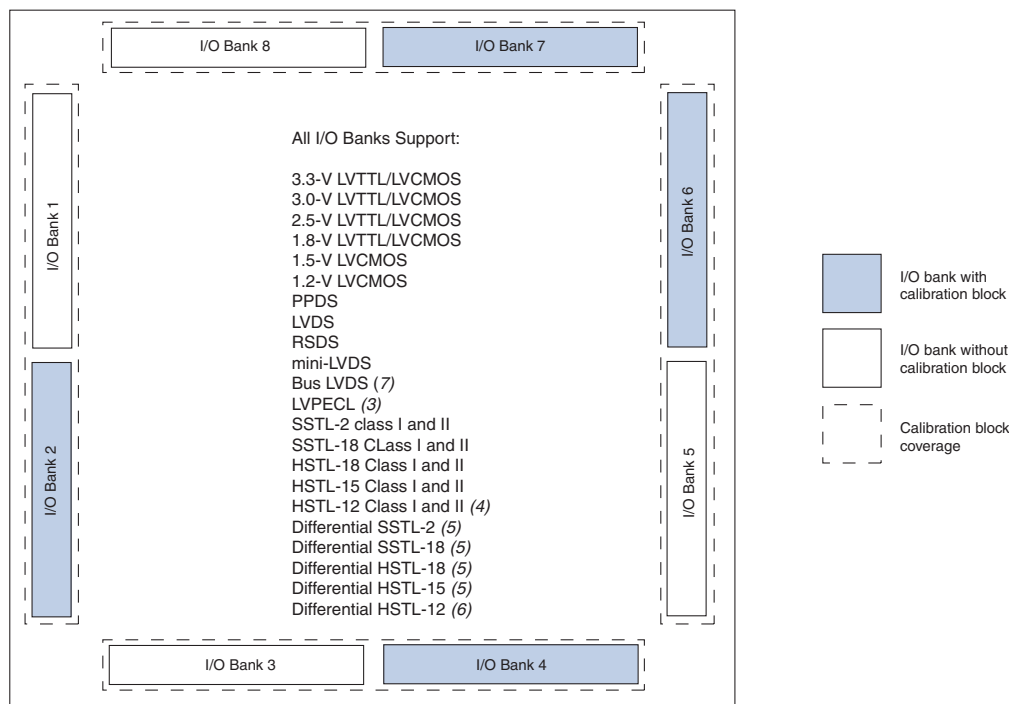 I/O Bank 8
I/O Bank 7
I/O Bank 1
I/O Bank 2
All I/O Banks Support:
3.3-V LVTTL/LVCMOS
3.0-V LVTTL/LVCMOS
2.5-V LVTTL/LVCMOS
1.8-V LVTTL/LVCMOS
1.5-V LVCMOS
1.2-V LVCMOS
PPDS
LVDS
RSDS
mini-LVDS
Bus LVDS (7)
LVPECL (3)
SSTL-2 class I and II
SSTL-18 CLass I and II
HSTL-18 Class I and II
HSTL-15 Class I and II
HSTL-12 Class I and II (4)
Differential SSTL-2 (5)
Differential SSTL-18 (5)
Differential HSTL-18 (5)
Differential HSTL-15 (5)
Differential HSTL-12 (6)
I/O Bank 6
I/O Bank 5
I/O Bank 3
I/O Bank 4
I/O bank with
calibration block
I/O bank without
calibration block
Calibration block
coverage